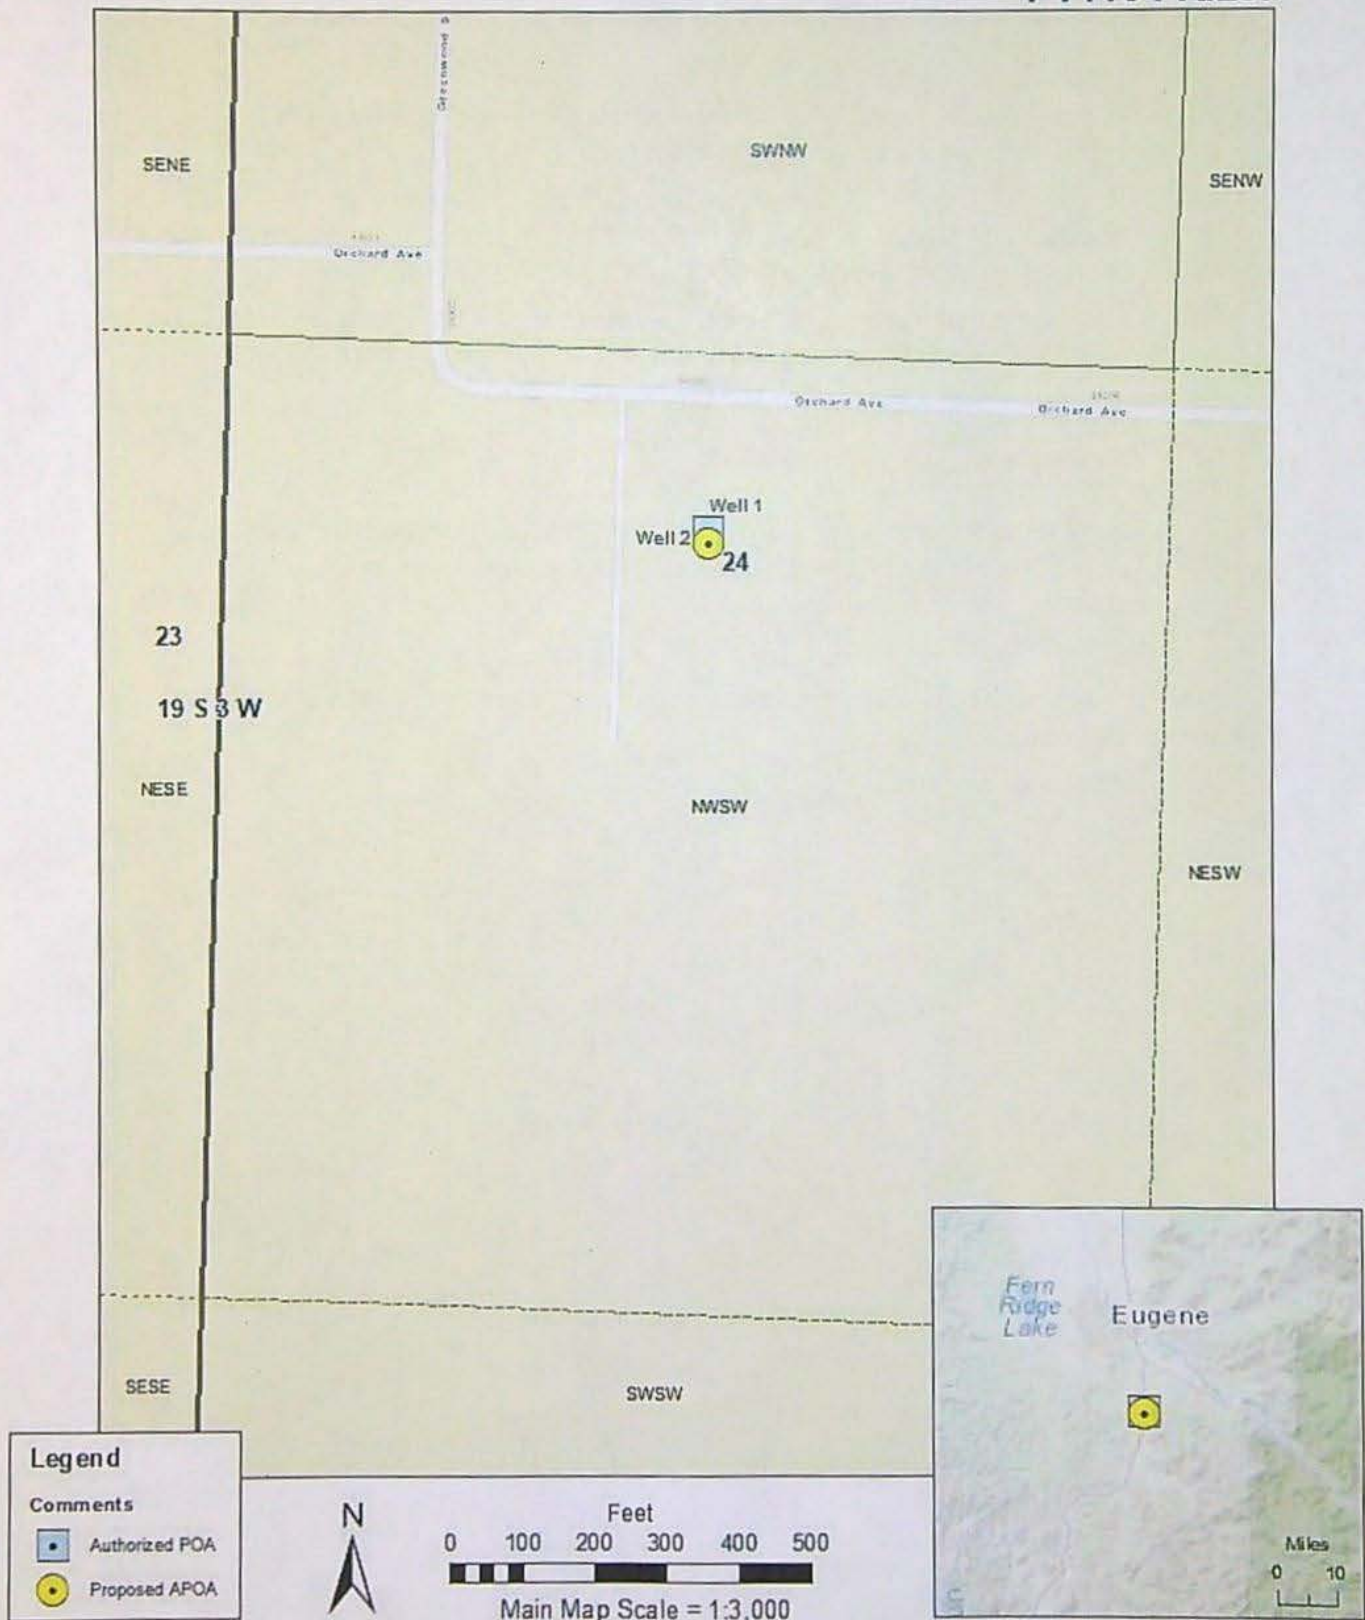 SENE
SWNW
SENW
Orchard Ave
Orchard Ave
Orchard Ave
Well 1
Well 2
24
23
19 S 3 W
NESE
NWSW
NESW
SESE
SWSW
Fern
Ridge
Lake
Eugene
Miles
0 10
Legend
Comments
Authorized POA
Proposed APOA
N
Feet
0 100 200 300 400 500
Main Map Scale = 1:3,000